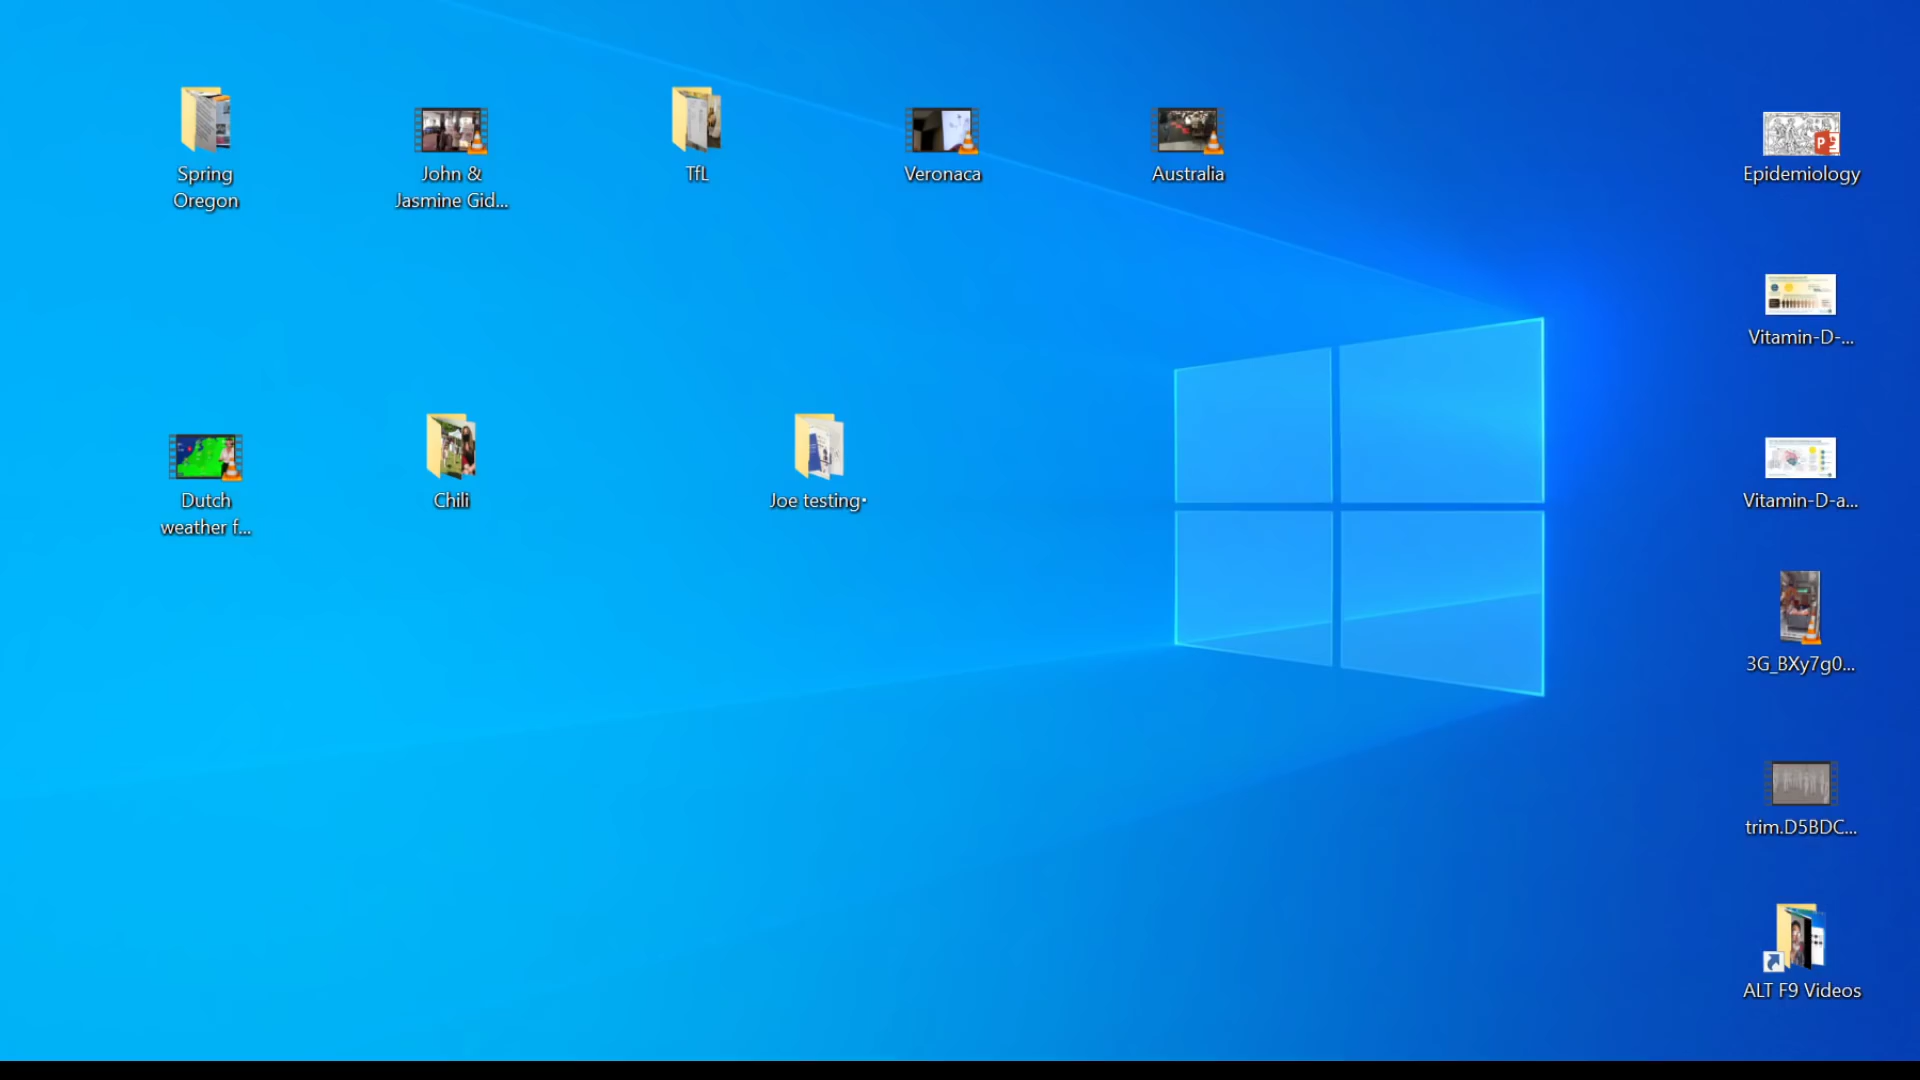 Spring
Oregon
John &
Jasmine Gid...
TfL
Veronaca
Australia
Epidemiology
Vitamin-D-...
Dutch
weather f...
Chili
Joe testing
Vitamin-D-a...
3G_BXy7g0...
trim.D5BDC...
ALT F9 Videos